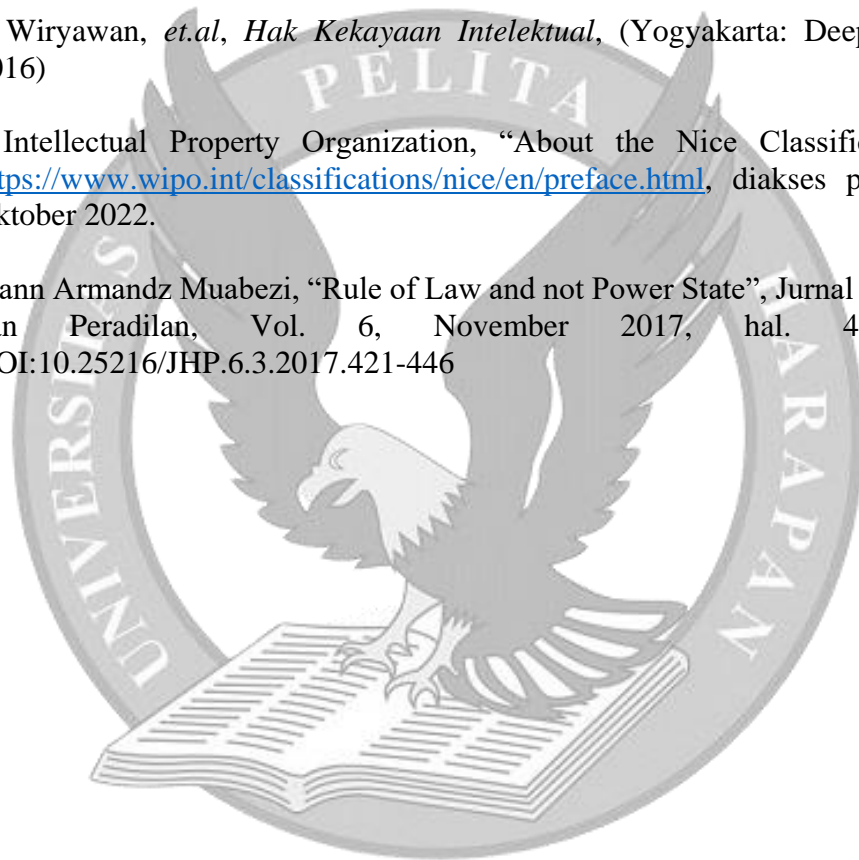 Wiryawan, et.al, Hak Kekayaan Intelektual, (Yogyakarta: Deep
016)
Intellectual Property Organization, “About the Nice Classific
tps://www.wipo.int/classifications/nice/en/preface.html, diakses p
ktober 2022.
ann Armandz Muabezi, “Rule of Law and not Power State”, Jurnal
an Peradilan, Vol. 6, November 2017, hal. 4
OI:10.25216/JHP.6.3.2017.421-446
UNIVERSITAS PELITA HARAPAN